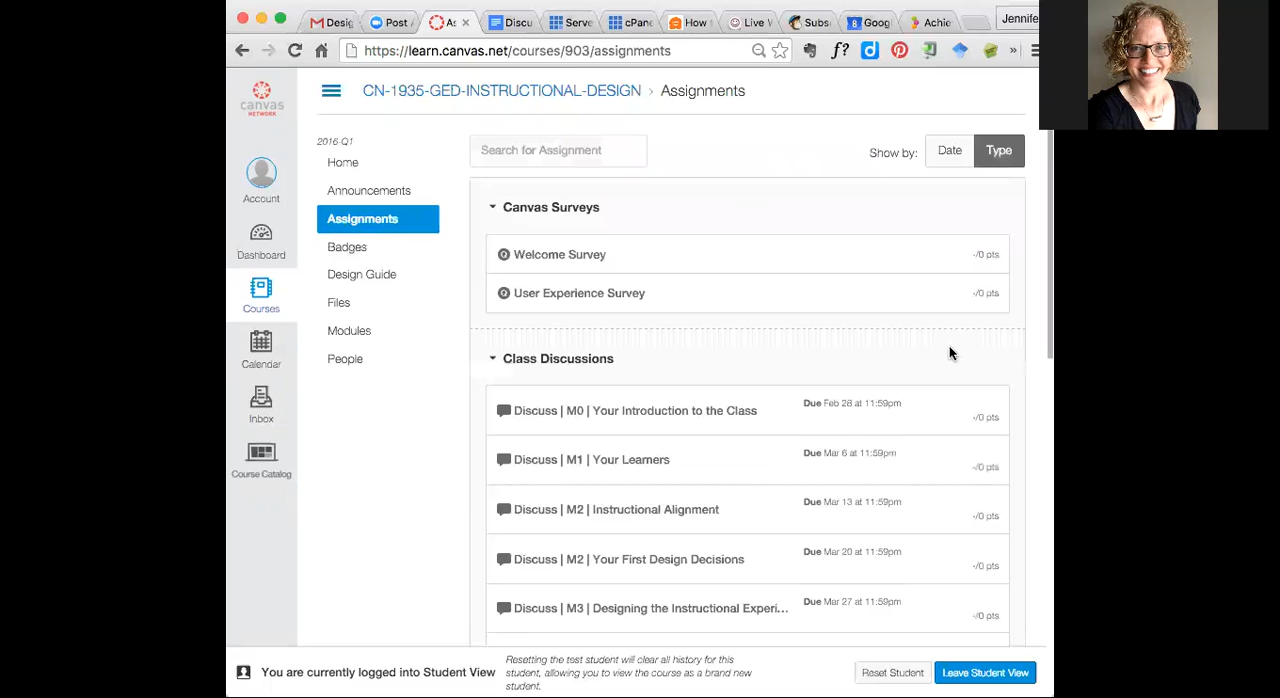 Desig
Post A
As
Discu
Serve
cPane
How t
Live V
Subs
Goog
Achie
Jennife
https://learn.canvas.net/courses/903/assignments
f?
d
»
canvas
NETWORK
Account
Dashboard
Courses
Calendar
Inbox
Course Catalog
CN-1935-GED-INSTRUCTIONAL-DESIGN › Assignments
2016-Q1
Home
Announcements
Assignments
Badges
Design Guide
Files
Modules
People
Search for Assignment
Show by: Date Type
Canvas Surveys
Welcome Survey -/0 pts
User Experience Survey -/0 pts
Class Discussions
Discuss | M0 | Your Introduction to the Class Due Feb 28 at 11:59pm -/0 pts
Discuss | M1 | Your Learners Due Mar 6 at 11:59pm -/0 pts
Discuss | M2 | Instructional Alignment Due Mar 13 at 11:59pm -/0 pts
Discuss | M2 | Your First Design Decisions Due Mar 20 at 11:59pm -/0 pts
Discuss | M3 | Designing the Instructional Experi... Due Mar 27 at 11:59pm -/0 pts
You are currently logged into Student View
Resetting the test student will clear all history for this
student, allowing you to view the course as a brand new
student.
Reset Student
Leave Student View